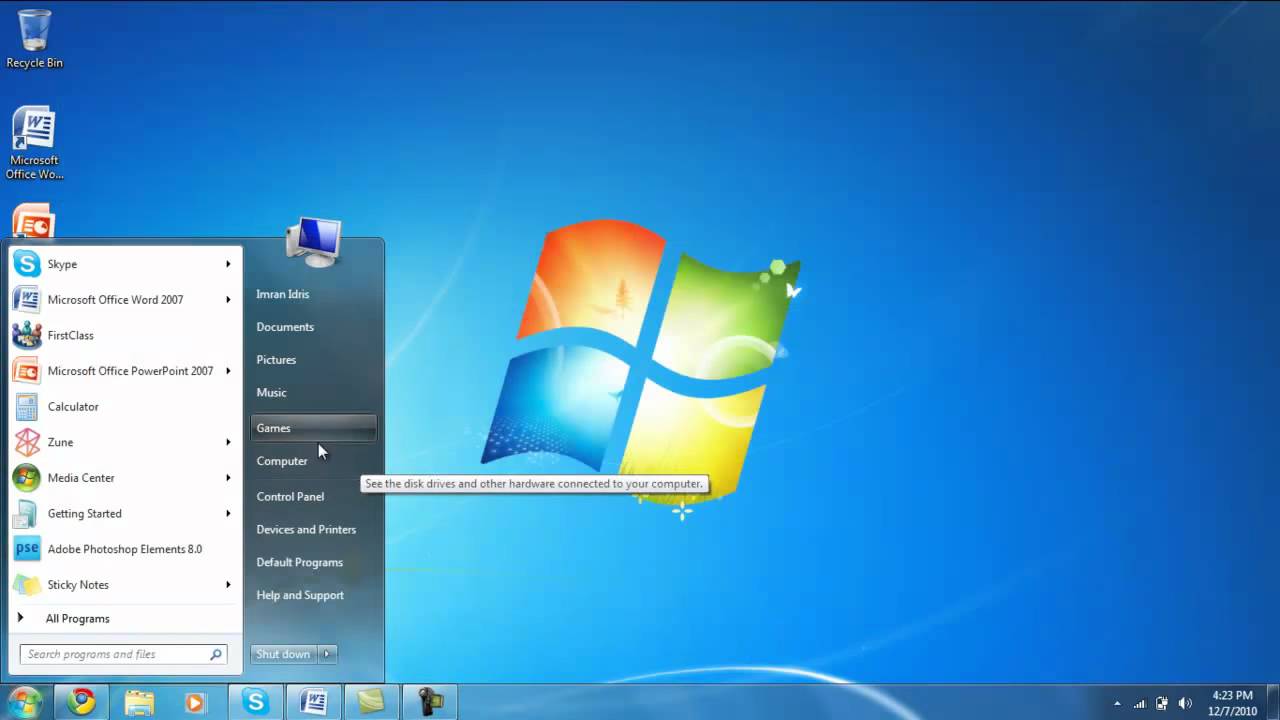 Recycle Bin
Microsoft
Office Wo...
Skype
Microsoft Office Word 2007
FirstClass
Microsoft Office PowerPoint 2007
Calculator
Zune
Media Center
Getting Started
pse
Adobe Photoshop Elements 8.0
Sticky Notes
All Programs
Search programs and files
Imran Idris
Documents
Pictures
Music
Games
Computer
See the disk drives and other hardware connected to your computer.
Control Panel
Devices and Printers
Default Programs
Help and Support
Shut down
4:23 PM
12/7/2010